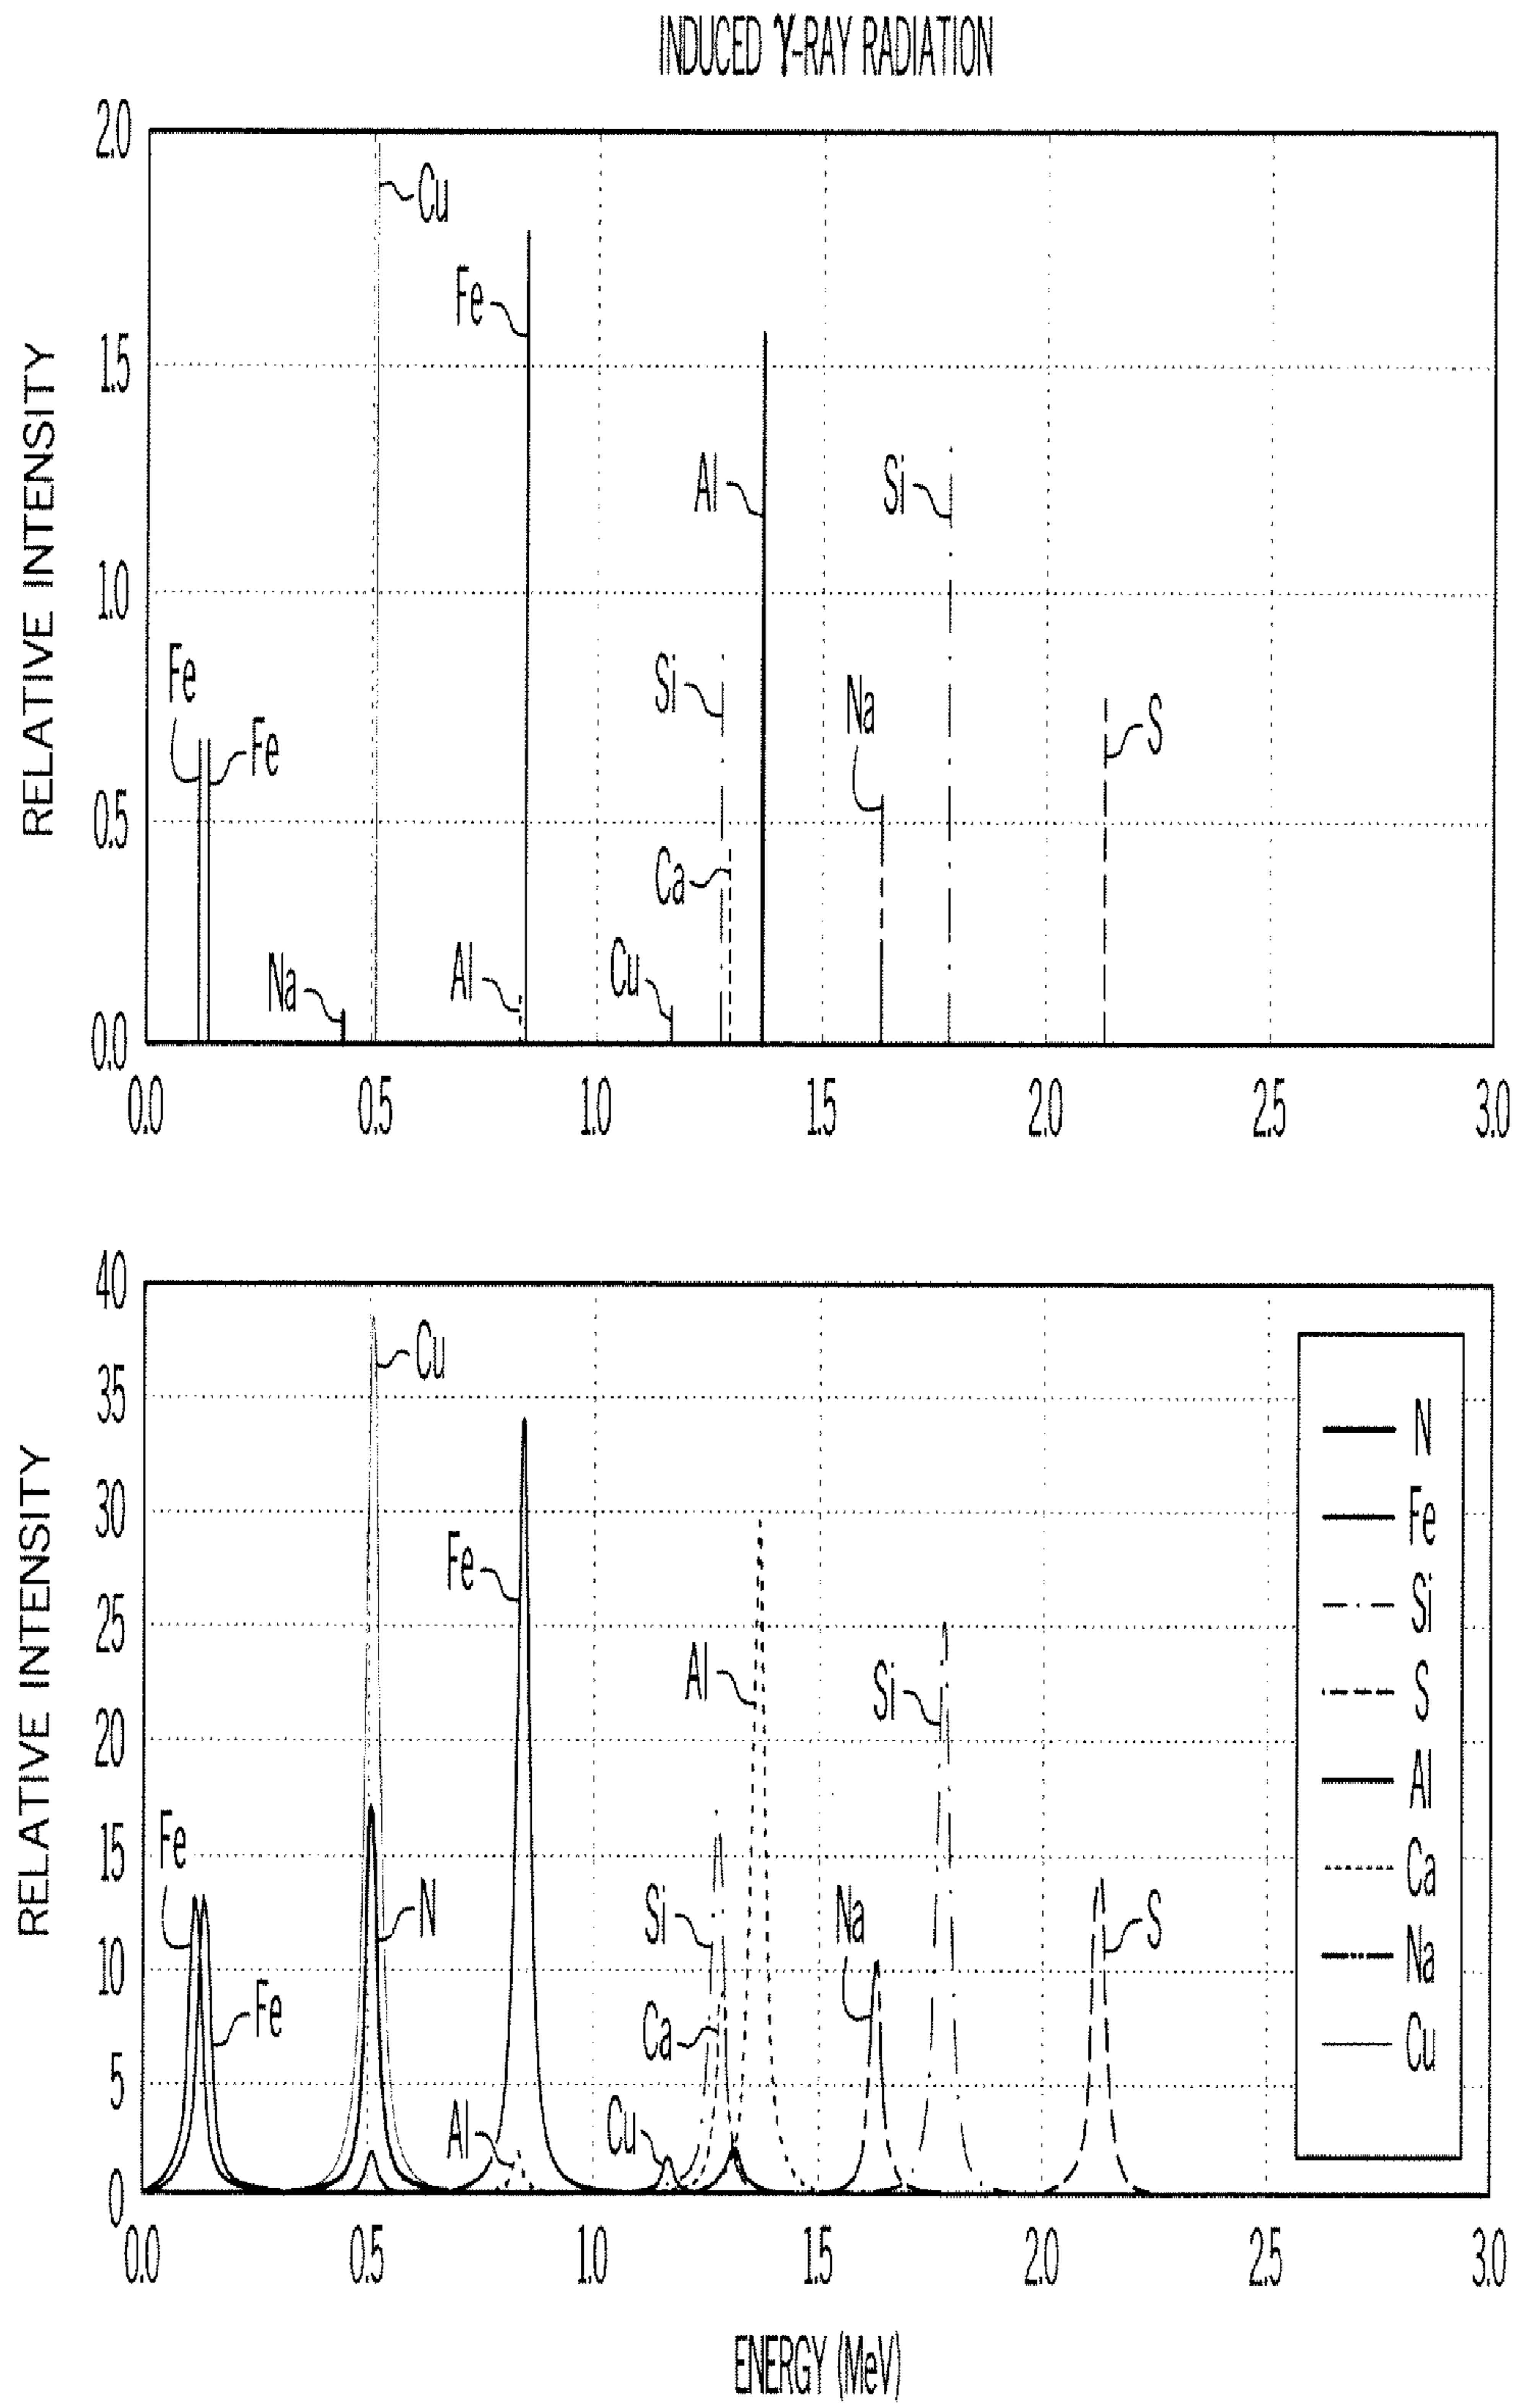 INDUCED γ-RAY RADIATION
RELATIVE INTENSITY
2.0
1.5
1.0
0.5
0.0
Cu
Fe
Al
Si
Fe
Fe
Si
Na
S
Ca
Na
Al
Cu
0.0 0.5 1.0 1.5 2.0 2.5 3.0
RELATIVE INTENSITY
40
35
30
25
20
15
10
5
0
Cu
Fe
Al
Si
Fe
N
Si
Na
S
Fe
Ca
Al
Cu
N
Fe
Si
S
Al
Ca
Na
Cu
0.0 0.5 1.0 1.5 2.0 2.5 3.0
ENERGY (MeV)